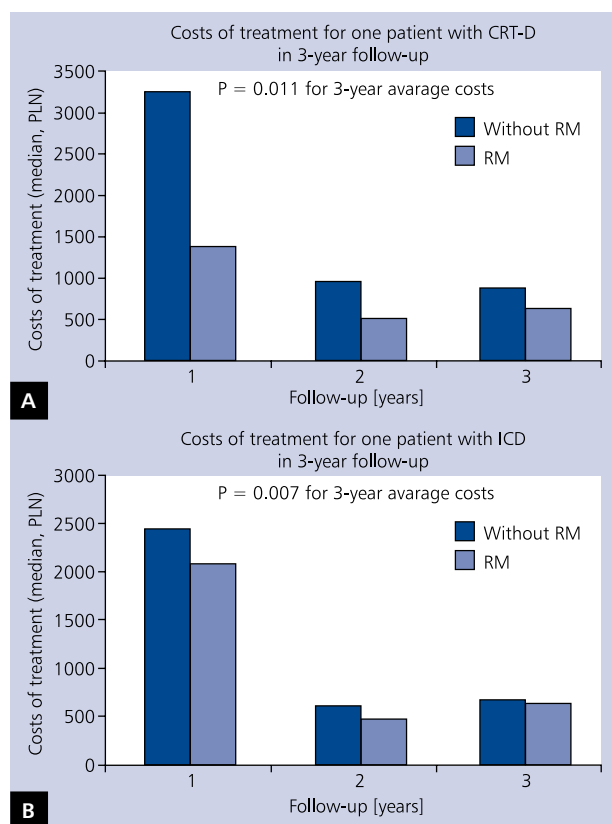 Costs of treatment for one patient with CRT-D
in 3-year follow-up
P = 0.011 for 3-year avarage costs
Without RM
RM
Costs of treatment (median, PLN)
3500
3000
2500
2000
1500
1000
500
0
1 2 3
Follow-up [years]
A
Costs of treatment for one patient with ICD
in 3-year follow-up
P = 0.007 for 3-year avarage costs
Without RM
RM
Costs of treatment (median, PLN)
3000
2500
2000
1500
1000
500
0
1 2 3
Follow-up [years]
B